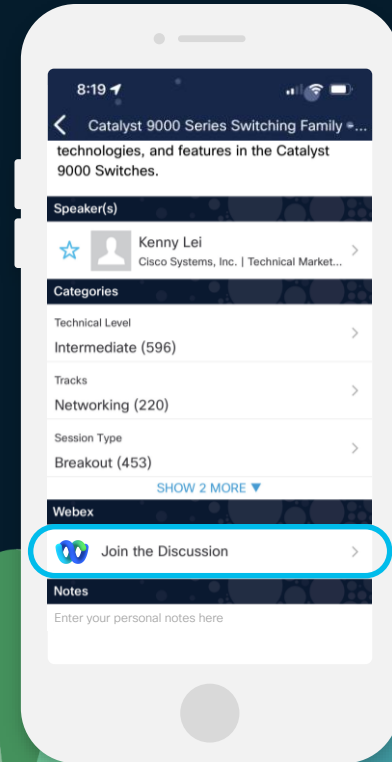 8:19
Catalyst 9000 Series Switching Family -...
technologies, and features in the Catalyst
9000 Switches.
Speaker(s)
Kenny Lei
Cisco Systems, Inc. | Technical Market...
Categories
Technical Level
Intermediate (596)
Tracks
Networking (220)
Session Type
Breakout (453)
SHOW 2 MORE ▼
Webex
Join the Discussion
Notes
Enter your personal notes here